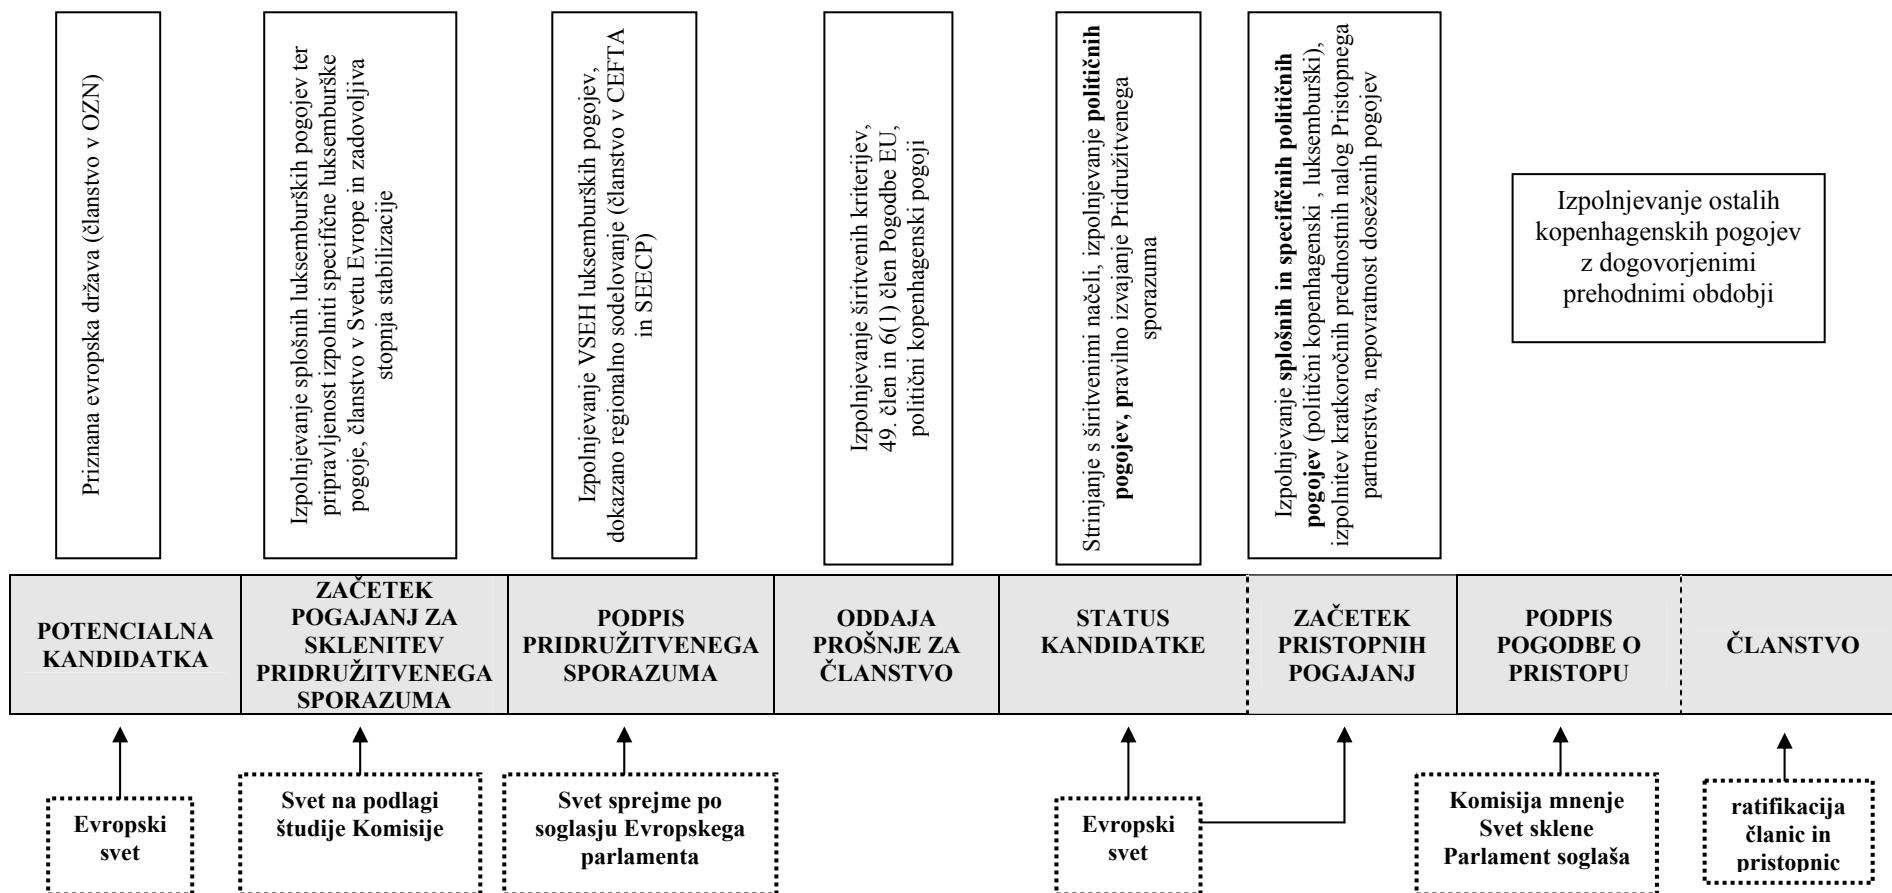 Priznana evropska država (članstvo v OZN)
Izpolnjevanje splošnih luksemburških pogojev ter
pripravljenost izpolniti specifične luksemburške
pogoje, članstvo v Svetu Evrope in zadovoljiva
stopnja stabilizacije
Izpolnjevanje VSEH luksemburških pogojev,
dokazano regionalno sodelovanje (članstvo v CEFTA
in SEECP)
Izpolnjevanje širitvenih kriterijev,
49. člen in 6(1) člen Pogodbe EU,
politični kopenhagenski pogoji
Strinjanje s širitvenimi načeli, izpolnjevanje političnih
pogojev, pravilno izvajanje Pridružitvenega
sporazuma
Izpolnjevanje splošnih in specifičnih političnih
pogojev (politični kopenhagenski , luksemburški),
izpolnitev kratkoročnih prednostnih nalog Pristopnega
partnerstva, nepovratnost doseženih pogojev
Izpolnjevanje ostalih
kopenhagenskih pogojev
z dogovorjenimi
prehodnimi obdobji
POTENCIALNA
KANDIDATKA
ZAČETEK
POGAJANJ ZA
SKLENITEV
PRIDRUŽITVENEGA
SPORAZUMA
PODPIS
PRIDRUŽITVENEGA
SPORAZUMA
ODDAJA
PROŠNJE ZA
ČLANSTVO
STATUS
KANDIDATKE
ZAČETEK
PRISTOPNIH
POGAJANJ
PODPIS
POGODBE O
PRISTOPU
ČLANSTVO
Evropski
svet
Svet na podlagi
študije Komisije
Svet sprejme po
soglasju Evropskega
parlamenta
Evropski
svet
Komisija mnenje
Svet sklene
Parlament soglaša
ratifikacija
članic in
pristopnic